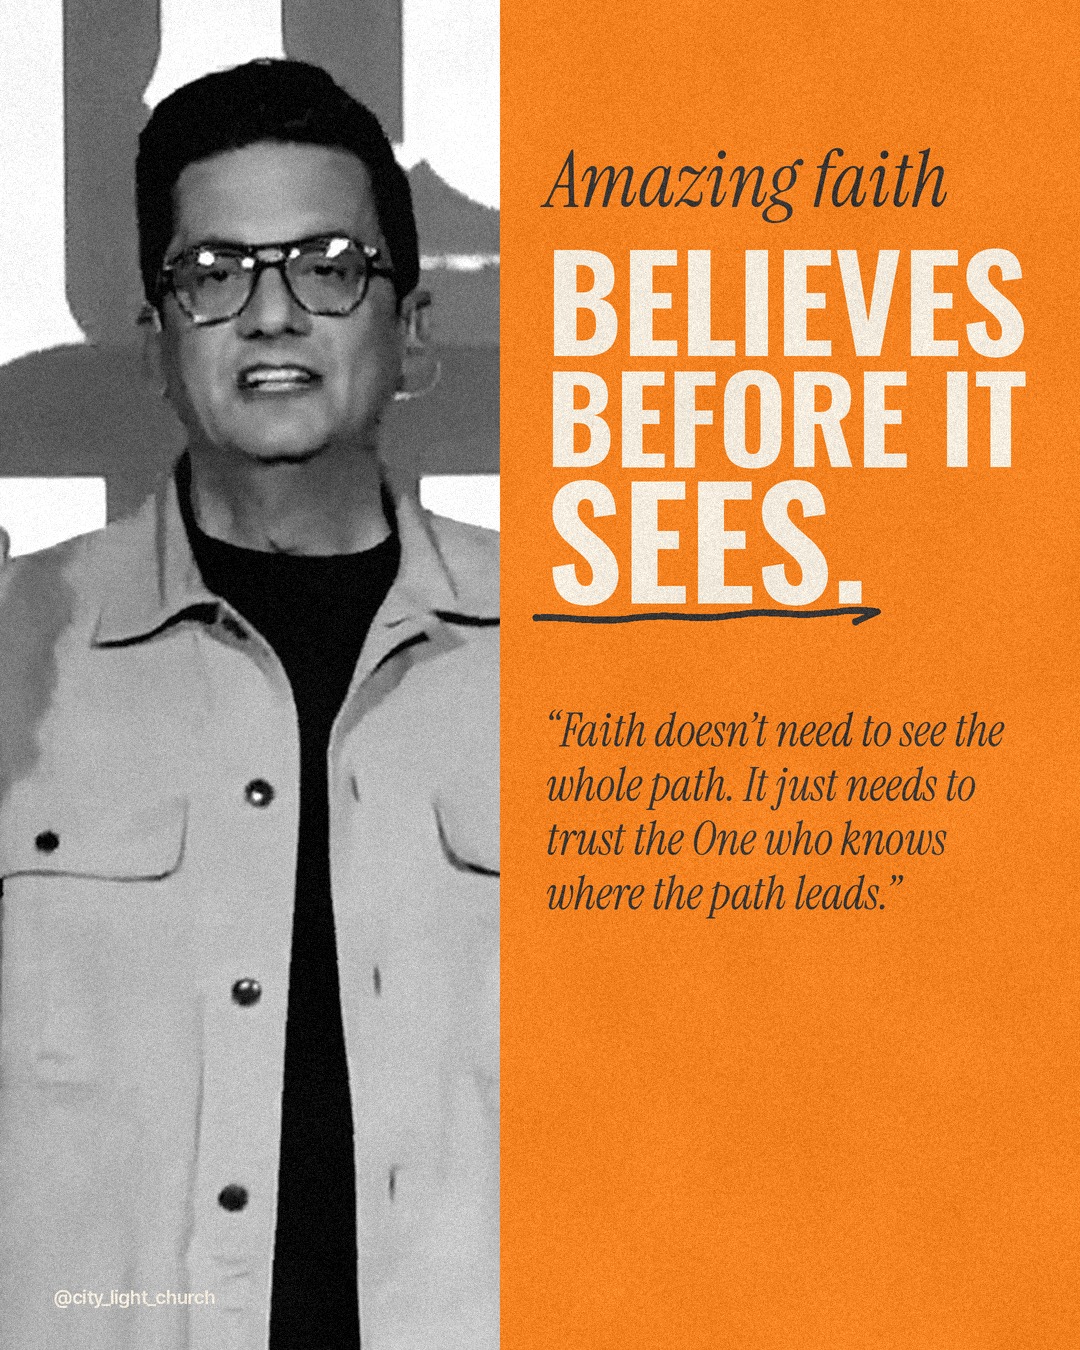 Amazing faith
BELIEVES
BEFORE IT
SEES.
“Faith doesn’t need to see the
whole path. It just needs to
trust the One who knows
where the path leads.”
@city_light_church